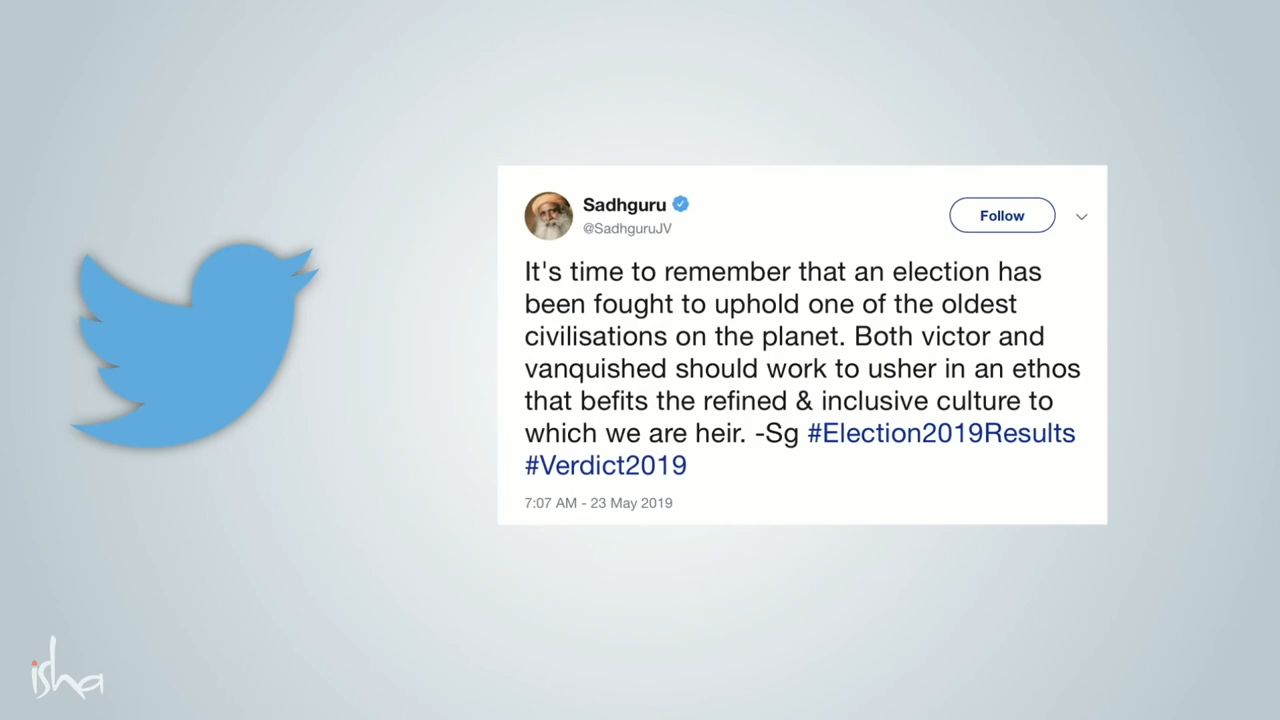 Sadhguru
@SadhguruJV
Follow
It's time to remember that an election has
been fought to uphold one of the oldest
civilisations on the planet. Both victor and
vanquished should work to usher in an ethos
that befits the refined & inclusive culture to
which we are heir. -Sg #Election2019Results
#Verdict2019
7:07 AM - 23 May 2019
isha